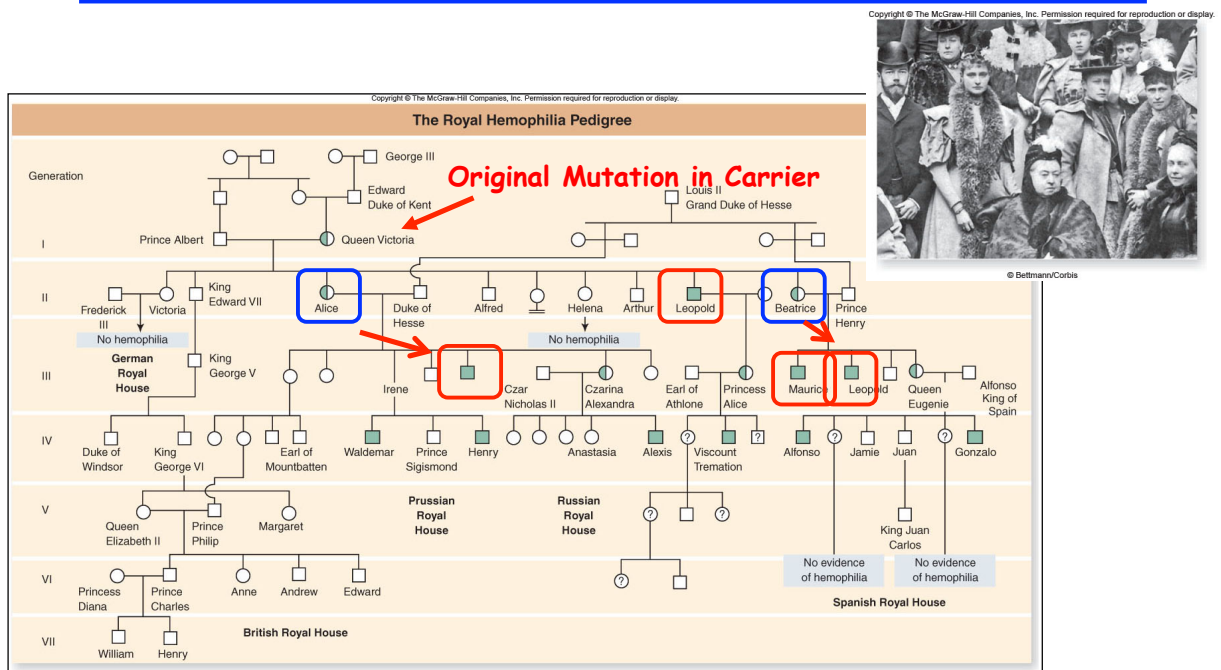 Copyright © The McGraw-Hill Companies, Inc. Permission required for reproduction or display.
Copyright © The McGraw-Hill Companies, Inc. Permission required for reproduction or display.
The Royal Hemophilia Pedigree
© Bettmann/Corbis
Generation
George III
Original Mutation in Carrier
Edward
Duke of Kent
Louis II
Grand Duke of Hesse
I
Prince Albert
Queen Victoria
II
Frederick
III
Victoria
King
Edward VII
Alice
Duke of
Hesse
Alfred
Helena
Arthur
Leopold
Beatrice
Prince
Henry
No hemophilia
No hemophilia
German
Royal
House
III
King
George V
Irene
Czar
Nicholas II
Czarina
Alexandra
Earl of
Athlone
Princess
Alice
Maurice
Leopold
Queen
Eugenie
Alfonso
King of
Spain
IV
Duke of
Windsor
King
George VI
Earl of
Mountbatten
Waldemar
Prince
Sigismond
Henry
Anastasia
Alexis
?
Viscount
Tremation
?
Alfonso
?
Jamie
Juan
?
Gonzalo
V
Queen
Elizabeth II
Prince
Philip
Margaret
Prussian
Royal
House
Russian
Royal
House
?
?
King Juan
Carlos
No evidence
of hemophilia
No evidence
of hemophilia
VI
Princess
Diana
Prince
Charles
Anne
Andrew
Edward
?
Spanish Royal House
VII
William
Henry
British Royal House